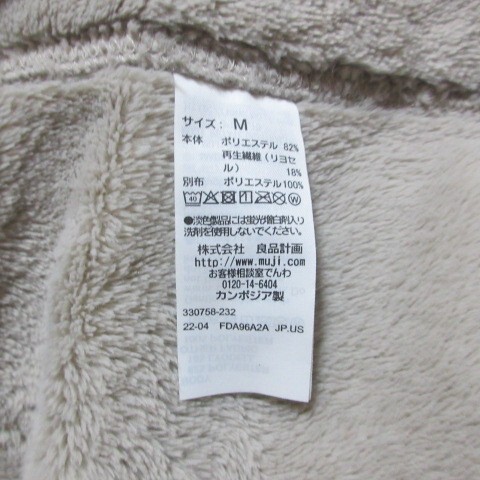 サイズ: M
本体 ポリエステル 82%
再生繊維(リヨセ
ル) 18%
別布 ポリエステル100%
40
●淡色製品には蛍光増白剤入り
洗剤を使用しないでください。
株式会社 良品計画
http://www.muji.com
お客様相談室でんわ
0120-14-6404
カンボジア製
330758-232
22-04 FDA96A2A JP.US